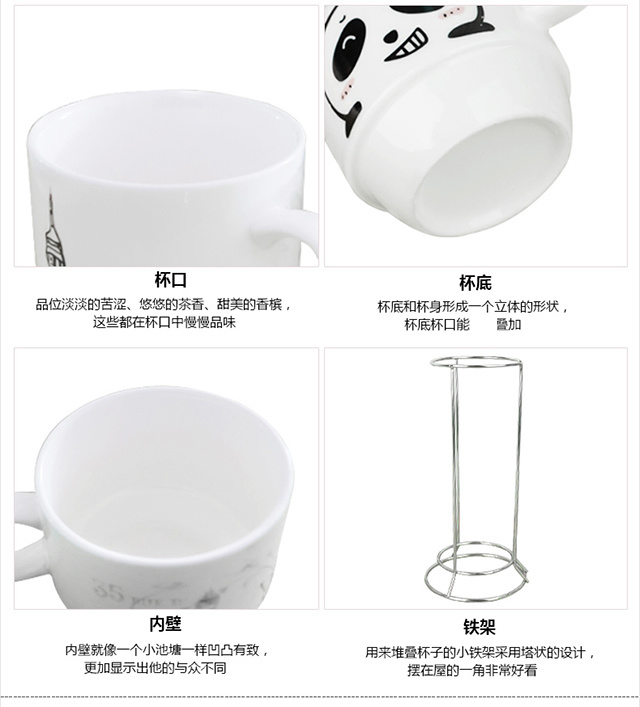 杯口
品位淡淡的苦涩、悠悠的茶香、甜美的香槟，
这些都在杯口中慢慢品味
杯底
杯底和杯身形成一个立体的形状，
杯底杯口能 叠加
内壁
内壁就像一个小池塘一样凹凸有致，
更加显示出他的与众不同
铁架
用来堆叠杯子的小铁架采用塔状的设计，
摆在屋的一角非常好看